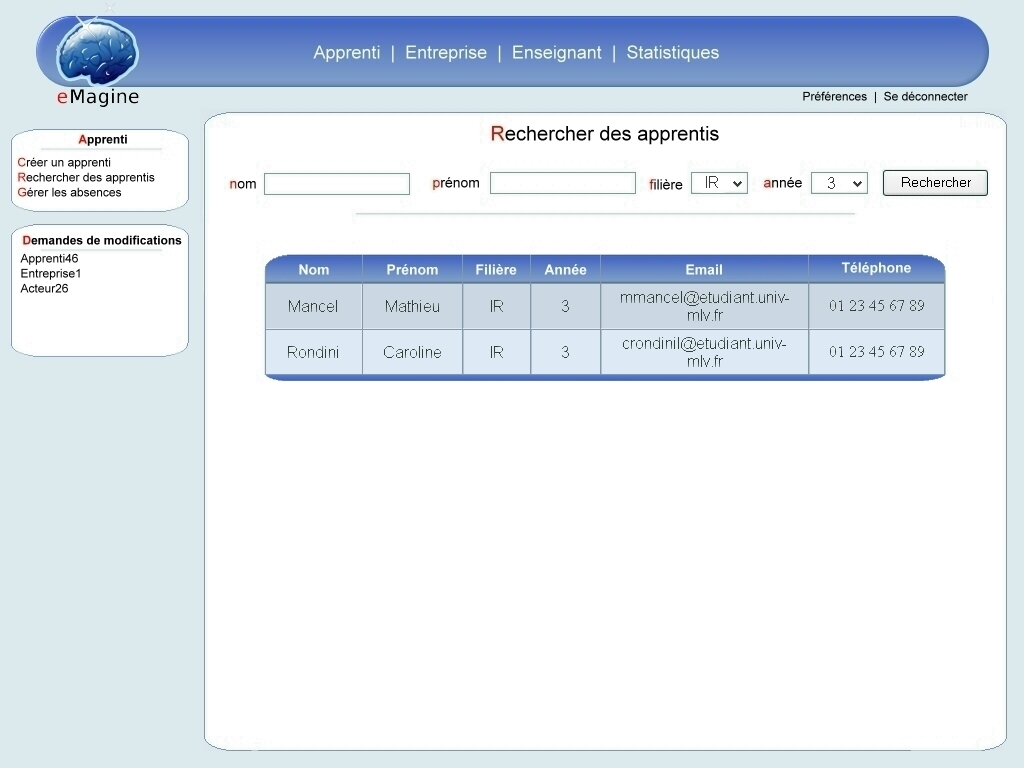 Apprenti | Entreprise | Enseignant | Statistiques
eMagine
Préférences | Se déconnecter
Apprenti
Créer un apprenti
Rechercher des apprentis
Gérer les absences
Demandes de modifications
Apprenti46
Entreprise1
Acteur26
Rechercher des apprentis
nom prénom filière IR année 3 Rechercher
Nom Prénom Filière Année Email Téléphone
Mancel Mathieu IR 3 mmancel@etudiant.univ-
mlv.fr 01 23 45 67 89
Rondini Caroline IR 3 crondinil@etudiant.univ-
mlv.fr 01 23 45 67 89